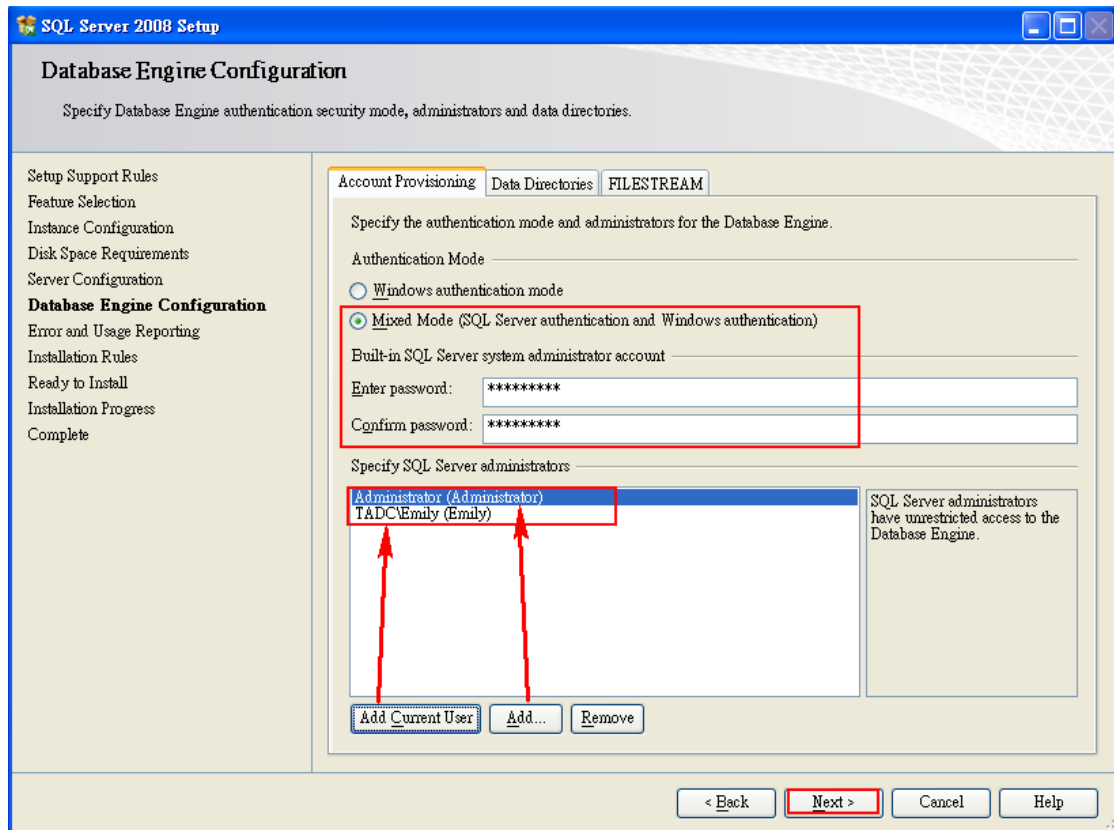 SQL Server 2008 Setup
Database Engine Configuration
Specify Database Engine authentication security mode, administrators and data directories.
Setup Support Rules
Feature Selection
Instance Configuration
Disk Space Requirements
Server Configuration
Database Engine Configuration
Error and Usage Reporting
Installation Rules
Ready to Install
Installation Progress
Complete
Account Provisioning
Data Directories
FILESTREAM
Specify the authentication mode and administrators for the Database Engine.
Authentication Mode
Windows authentication mode
Mixed Mode (SQL Server authentication and Windows authentication)
Built-in SQL Server system administrator account
Enter password: *********
Confirm password: *********
Specify SQL Server administrators
Administrator (Administrator)
TADC\Emily (Emily)
SQL Server administrators
have unrestricted access to the
Database Engine.
Add Current User
Add...
Remove
< Back
Next >
Cancel
Help